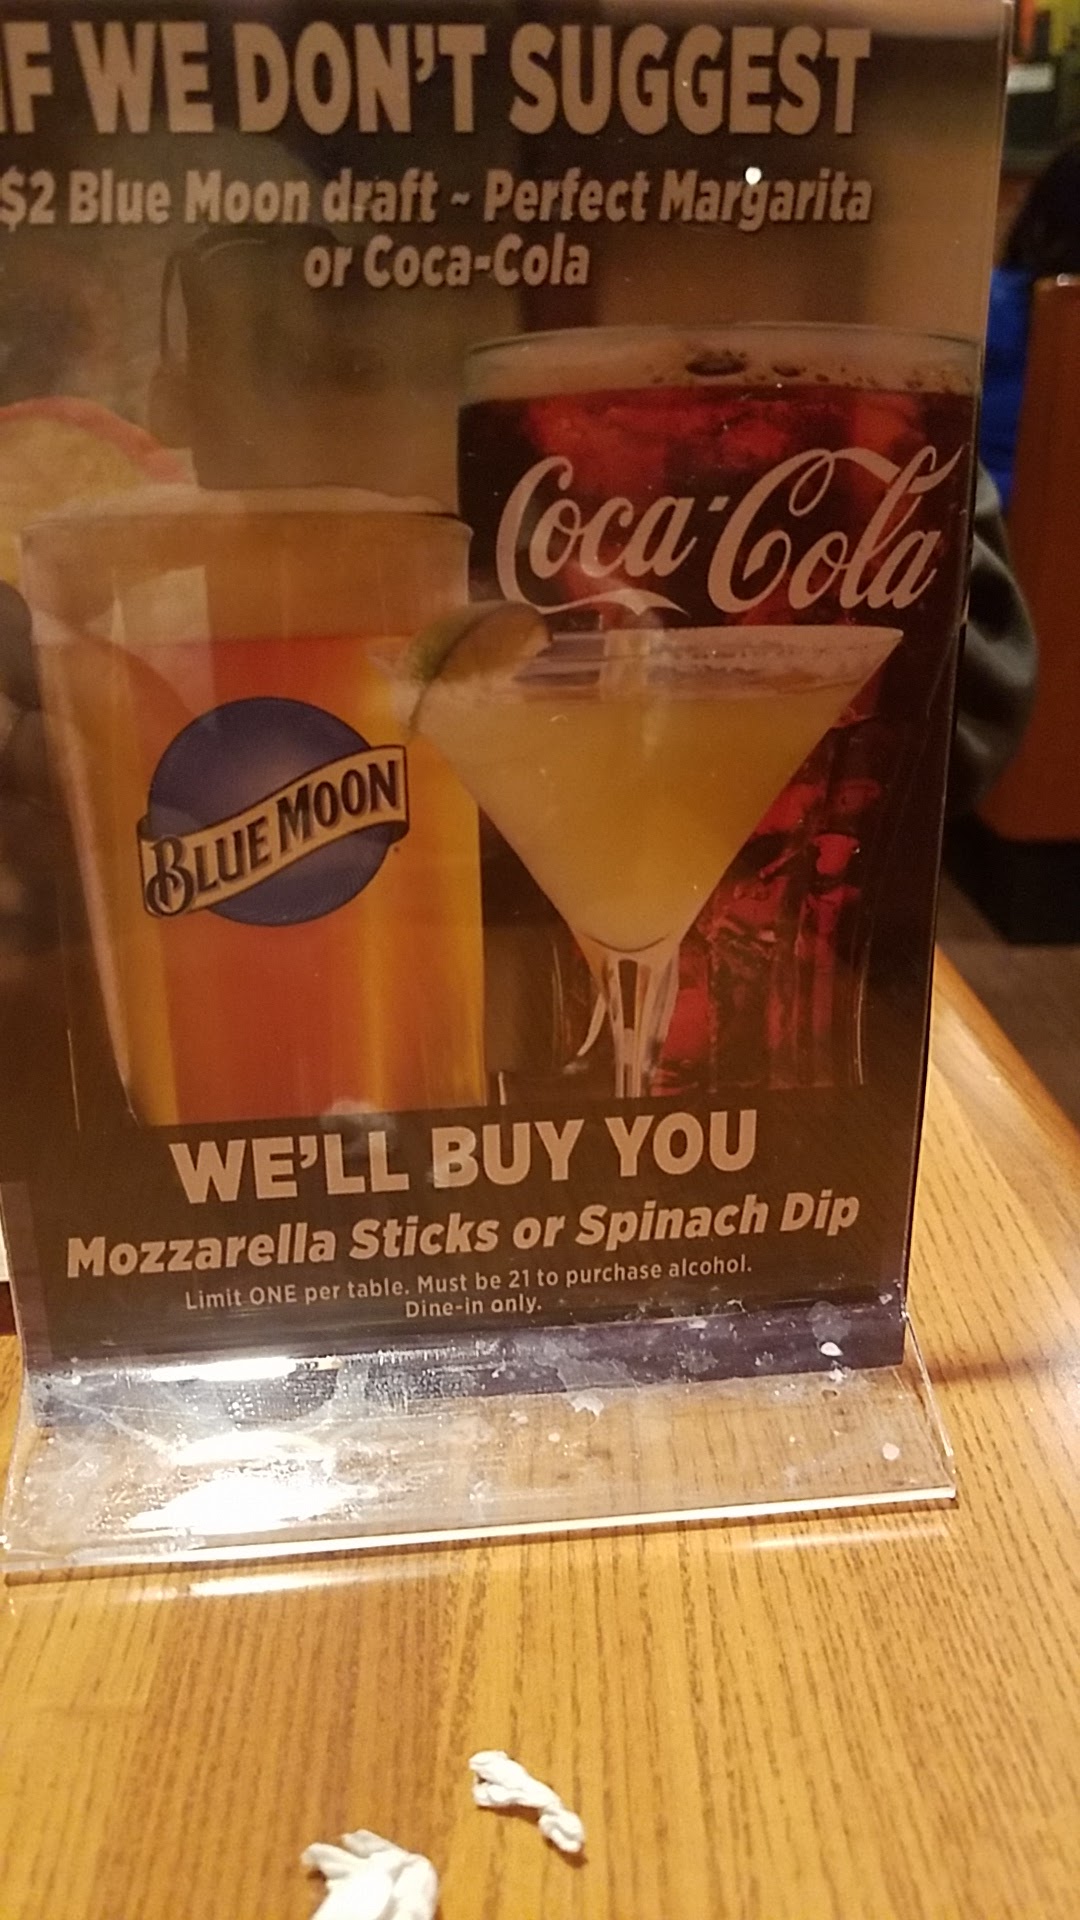 IF WE DON'T SUGGEST
$2 Blue Moon draft ~ Perfect Margarita
or Coca-Cola
Coca-Cola
BLUE MOON
WE'LL BUY YOU
Mozzarella Sticks or Spinach Dip
Limit ONE per table. Must be 21 to purchase alcohol.
Dine-in only.